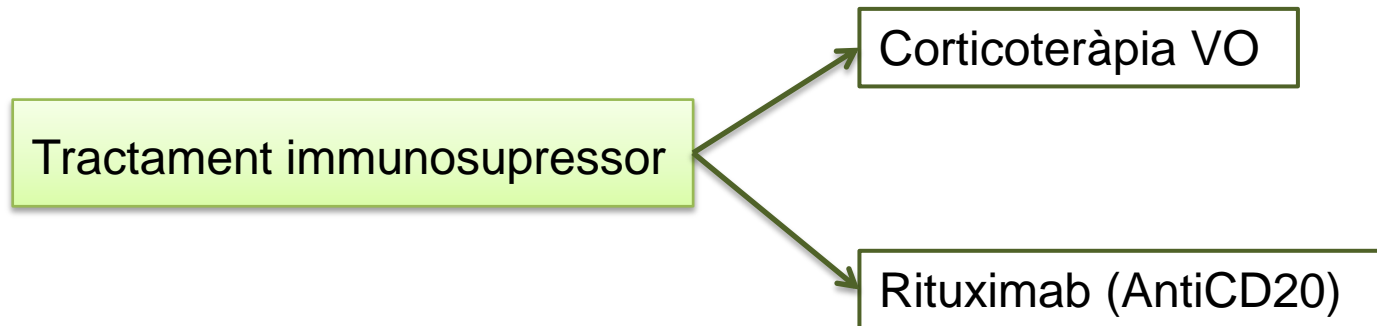 Corticoteràpia VO
Tractament immunosupressor
Rituximab (AntiCD20)